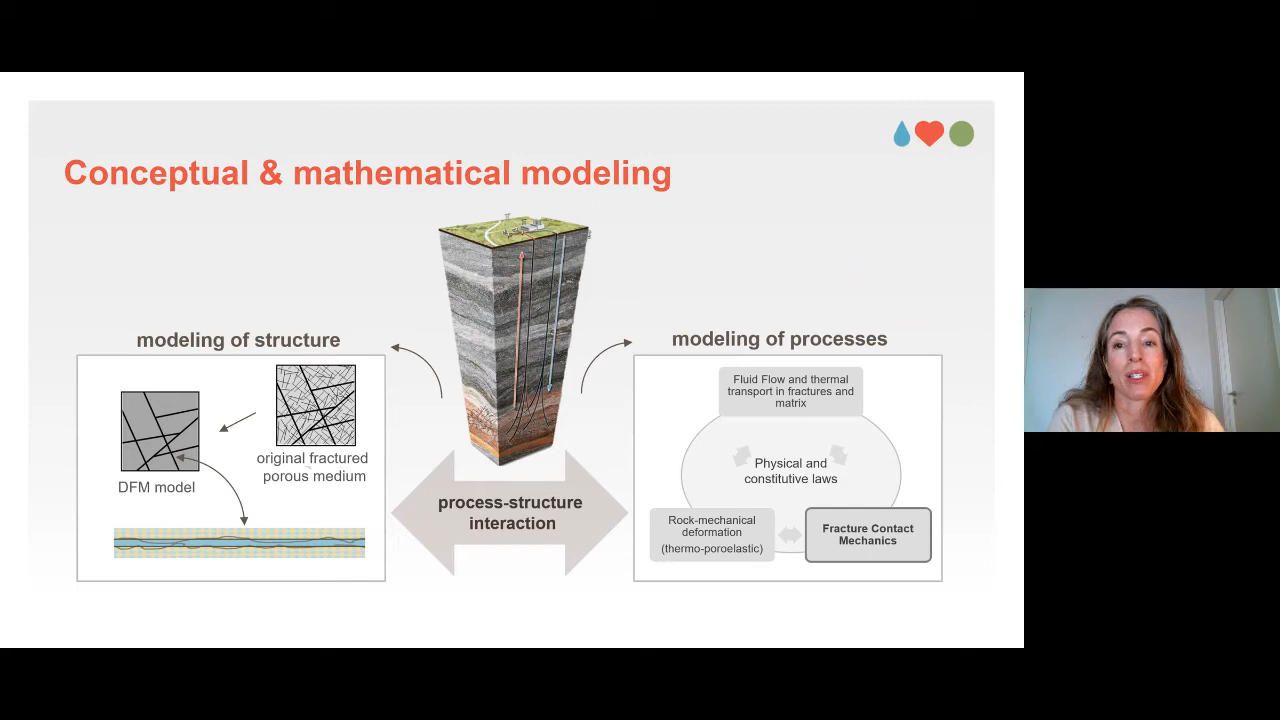 Conceptual & mathematical modeling
modeling of structure
original fractured
porous medium
DFM model
process-structure
interaction
modeling of processes
Fluid Flow and thermal
transport in fractures and
matrix
Physical and
constitutive laws
Rock-mechanical
deformation
(thermo-poroelastic)
Fracture Contact
Mechanics